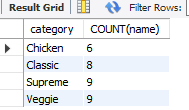 Result Grid Filter Rows:
category COUNT(name)
Chicken 6
Classic 8
Supreme 9
Veggie 9